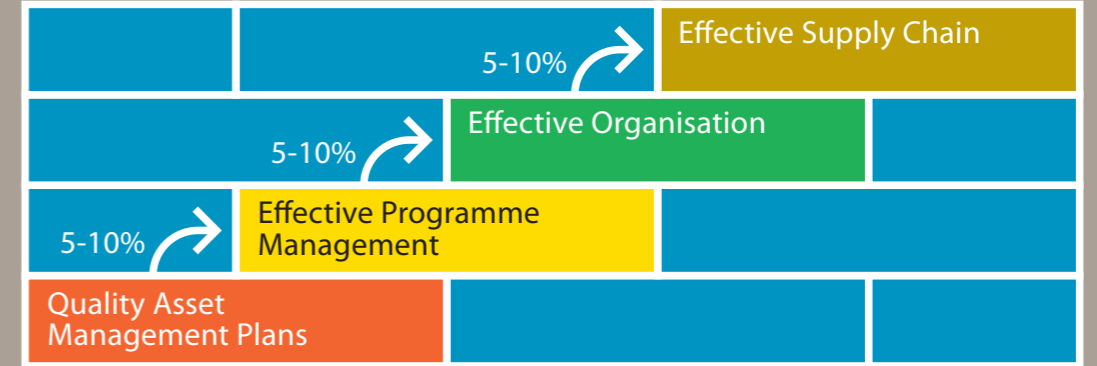 Effective Supply Chain
5-10%
Effective Organisation
5-10%
Effective Programme
Management
5-10%
Quality Asset
Management Plans